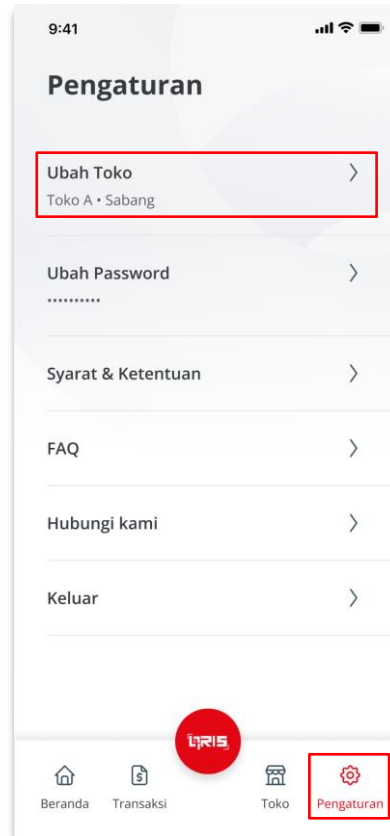 9:41
Pengaturan
Ubah Toko
Toko A • Sabang
Ubah Password
••••••••••
Syarat & Ketentuan
FAQ
Hubungi kami
Keluar
QRIS
Beranda
Transaksi
Toko
Pengaturan